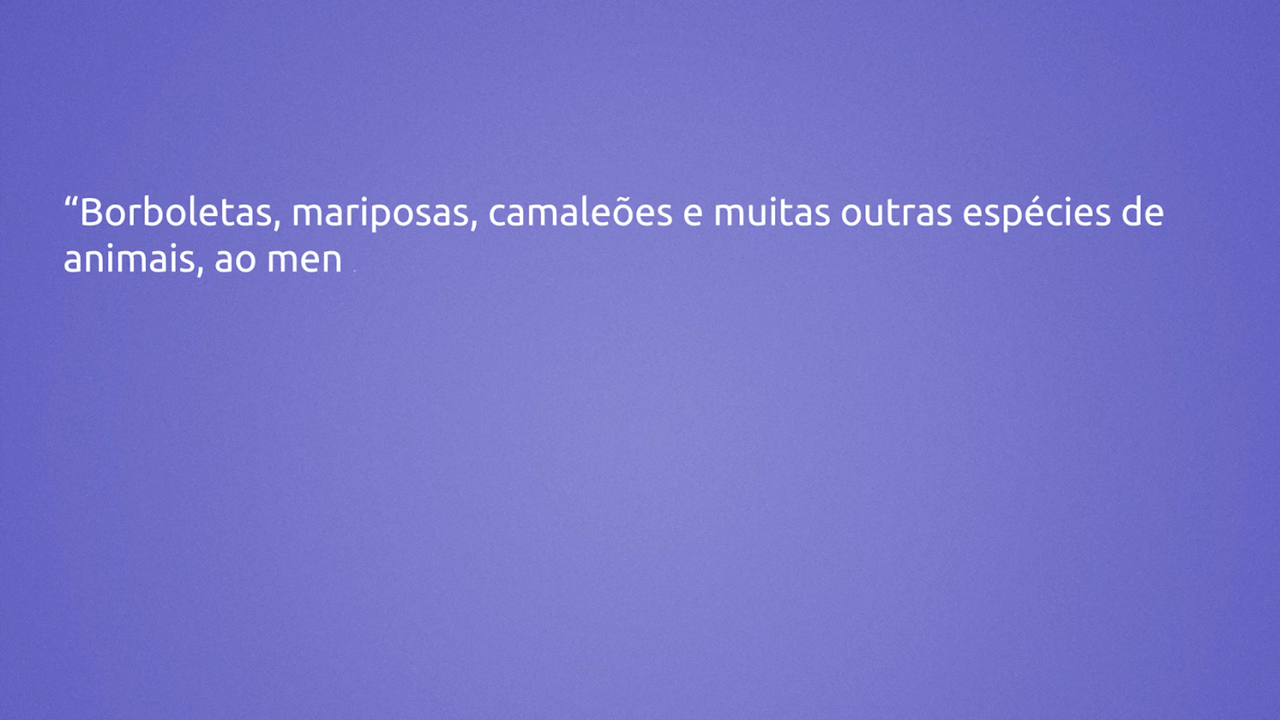 “Borboletas, mariposas, camaleões e muitas outras espécies de
animais, ao men